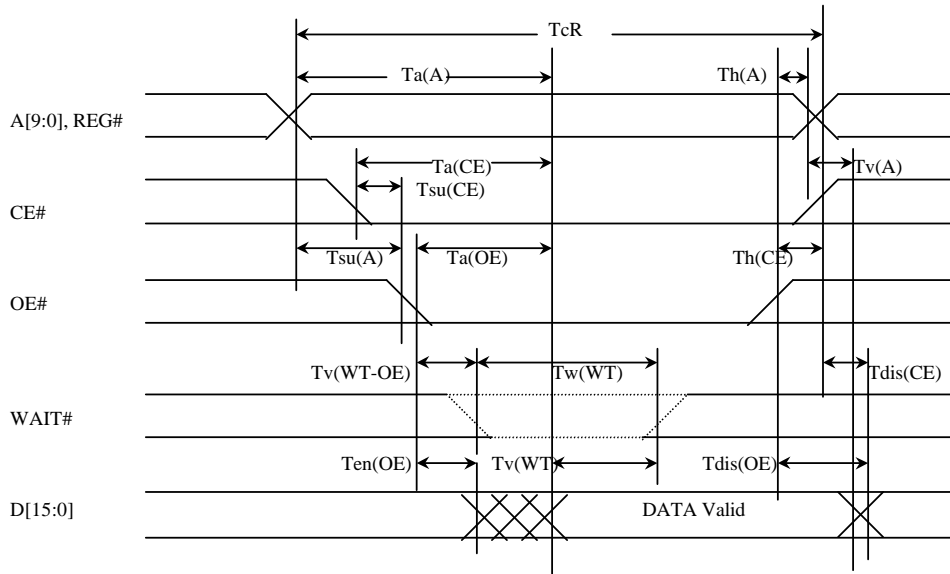 TcR
Ta(A)
Th(A)
A[9:0], REG#
Ta(CE)
Tv(A)
Tsu(CE)
CE#
Tsu(A)
Ta(OE)
Th(CE)
OE#
Tv(WT-OE)
Tw(WT)
Tdis(CE)
WAIT#
Ten(OE)
Tv(WT)
Tdis(OE)
D[15:0]
DATA Valid